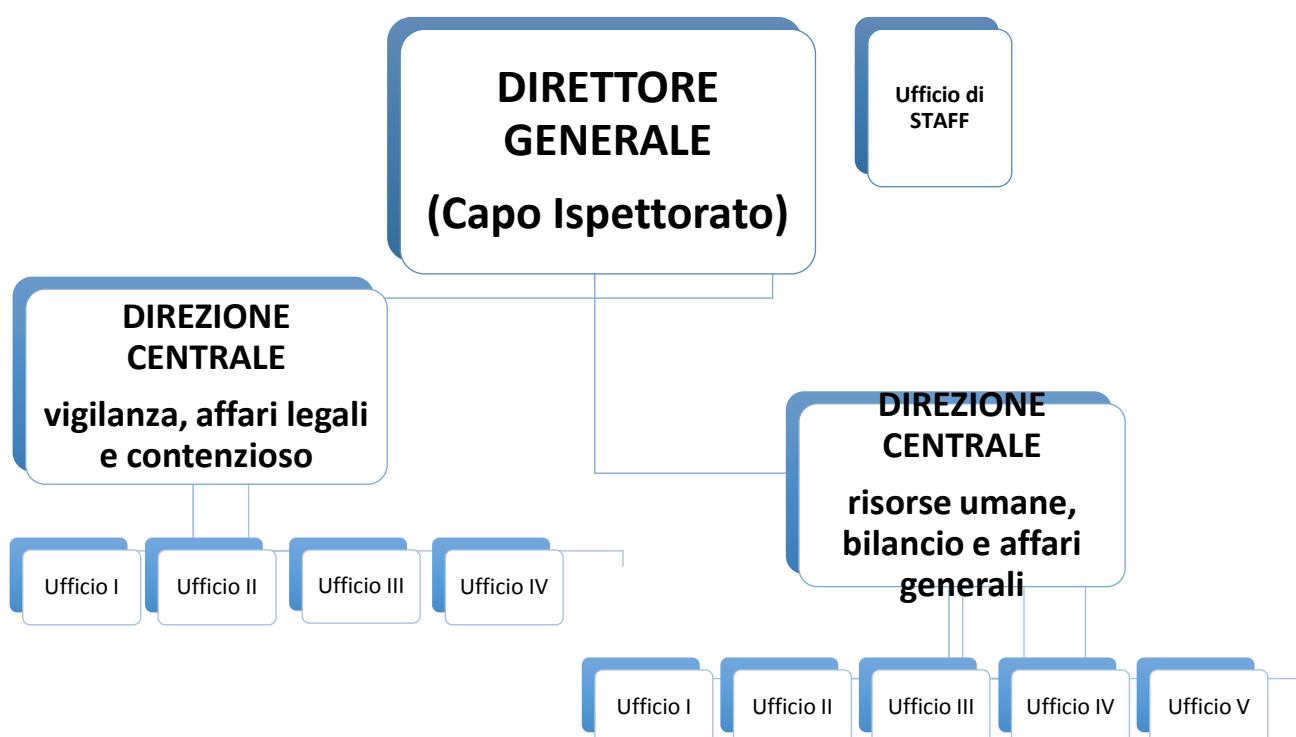 DIRETTORE
GENERALE
(Capo Ispettorato)
Ufficio di
STAFF
DIREZIONE
CENTRALE
vigilanza, affari legali
e contenzioso
DIREZIONE
CENTRALE
risorse umane,
bilancio e affari
generali
Ufficio I
Ufficio II
Ufficio III
Ufficio IV
Ufficio I
Ufficio II
Ufficio III
Ufficio IV
Ufficio V